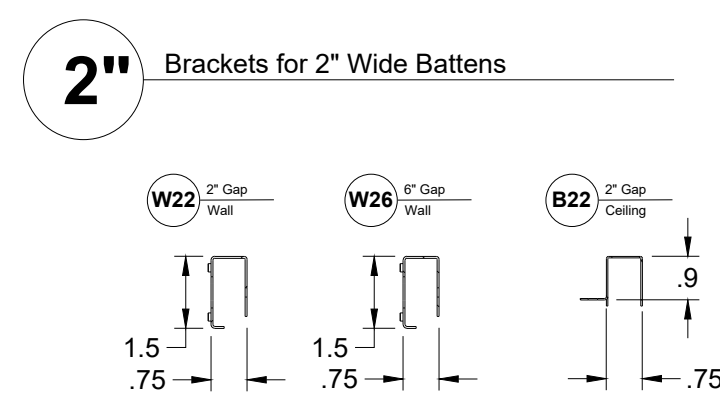 2"
Brackets for 2" Wide Battens
W22
2" Gap
Wall
W26
6" Gap
Wall
B22
2" Gap
Ceiling
1.5
.75
1.5
.75
.9
.75